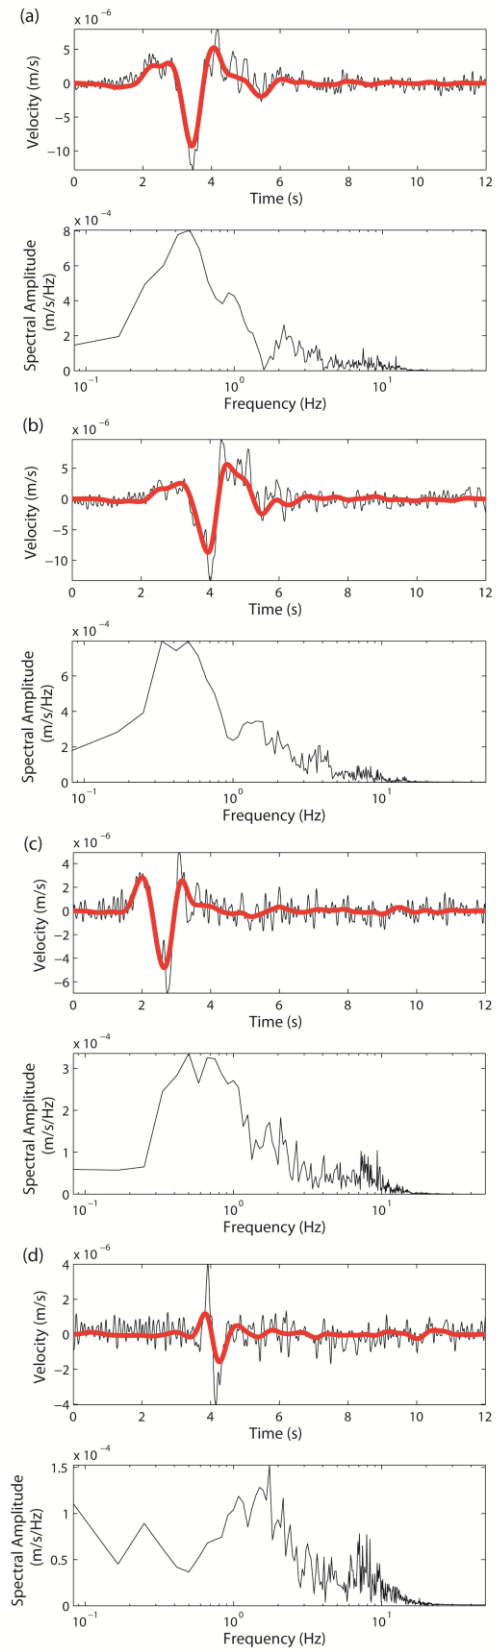 (a)
x 10⁻⁶
5
0
−5
−10
Velocity (m/s)
0 2 4 6 8 10 12
Time (s)
x 10⁻⁴
8
6
4
2
0
Spectral Amplitude
(m/s/Hz)
10⁻¹ 10⁰ 10¹
Frequency (Hz)
(b)
x 10⁻⁶
5
0
−5
−10
Velocity (m/s)
0 2 4 6 8 10 12
Time (s)
x 10⁻⁴
6
4
2
0
Spectral Amplitude
(m/s/Hz)
10⁻¹ 10⁰ 10¹
Frequency (Hz)
(c)
x 10⁻⁶
4
2
0
−2
−4
−6
Velocity (m/s)
0 2 4 6 8 10 12
Time (s)
x 10⁻⁴
3
2
1
0
Spectral Amplitude
(m/s/Hz)
10⁻¹ 10⁰ 10¹
Frequency (Hz)
(d)
x 10⁻⁶
4
2
0
−2
−4
Velocity (m/s)
0 2 4 6 8 10 12
Time (s)
x 10⁻⁴
1.5
1
0.5
0
Spectral Amplitude
(m/s/Hz)
10⁻¹ 10⁰ 10¹
Frequency (Hz)